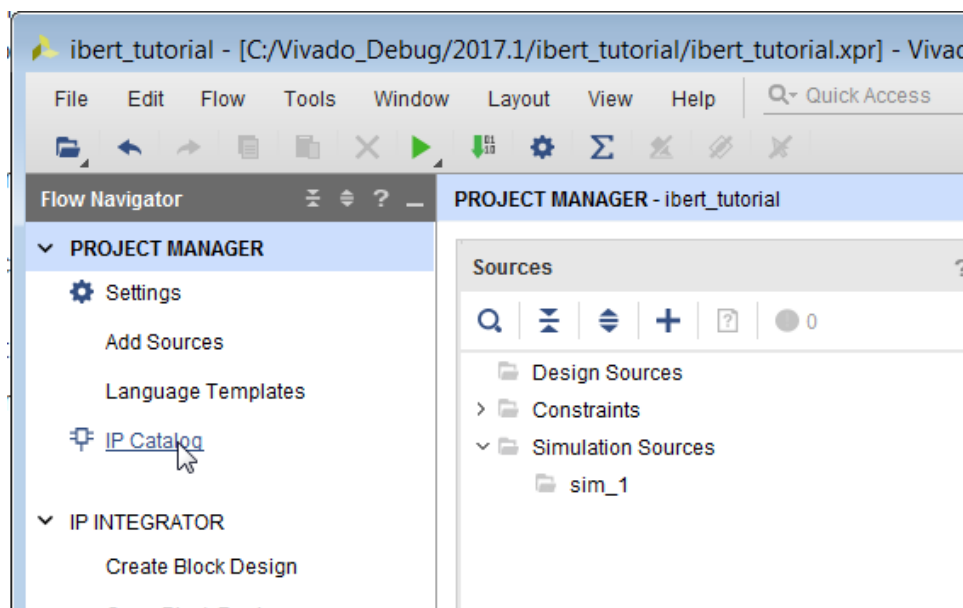 ibert_tutorial - [C:/Vivado_Debug/2017.1/ibert_tutorial/ibert_tutorial.xpr] - Vivad
File Edit Flow Tools Window Layout View Help Quick Access
Flow Navigator ?
PROJECT MANAGER - ibert_tutorial
PROJECT MANAGER
Settings
Add Sources
Language Templates
IP Catalog
IP INTEGRATOR
Create Block Design
Sources ?
? 0
Design Sources
Constraints
Simulation Sources
sim_1